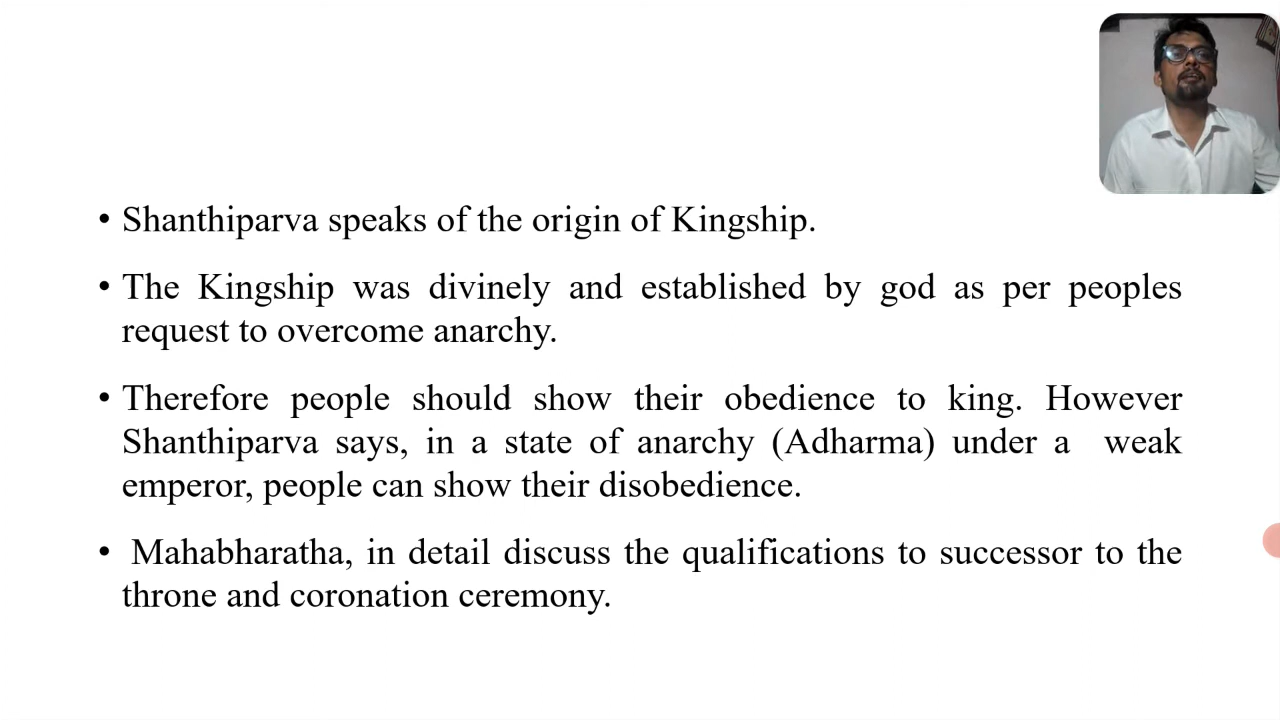 • Shanthiparva speaks of the origin of Kingship.
• The Kingship was divinely and established by god as per peoples
request to overcome anarchy.
• Therefore people should show their obedience to king. However
Shanthiparva says, in a state of anarchy (Adharma) under a weak
emperor, people can show their disobedience.
• Mahabharatha, in detail discuss the qualifications to successor to the
throne and coronation ceremony.